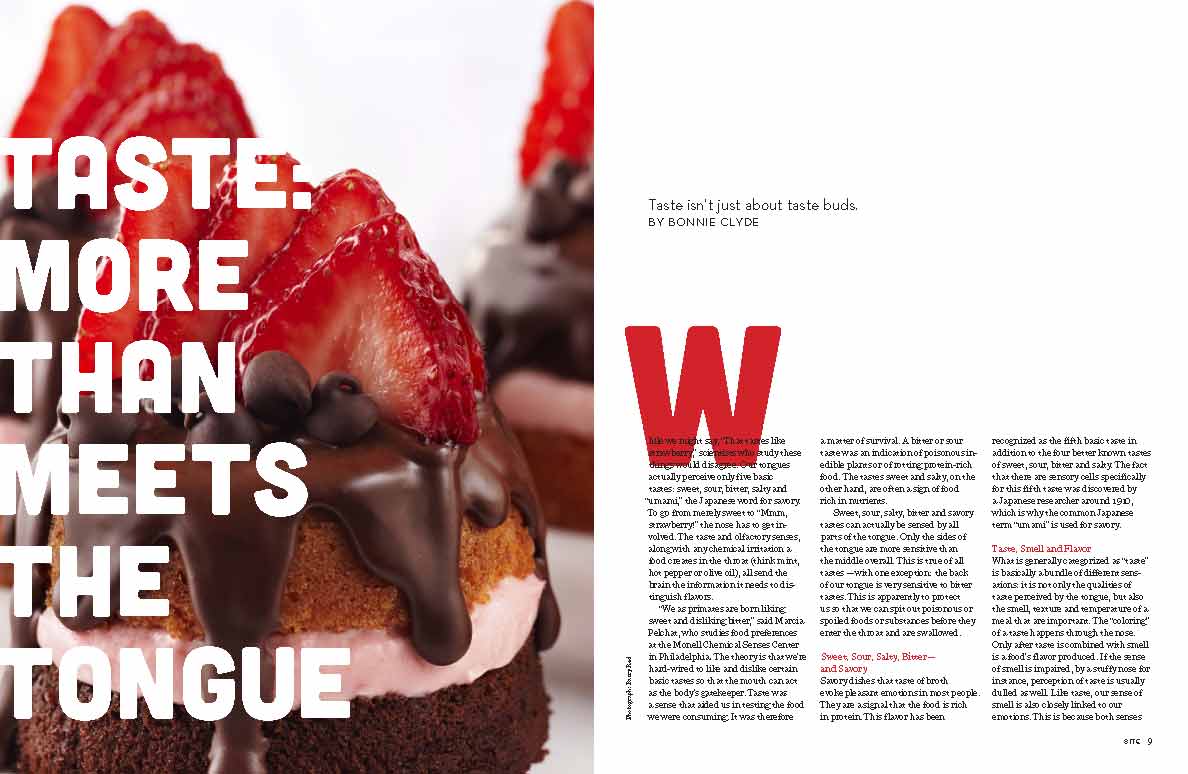 TASTE:
MORE
THAN
MEETS
THE
TONGUE
Taste isn't just about taste buds.
BY BONNIE CLYDE
W
hile we might say, "That tastes like
strawberry," scientists who study these
things would disagree. Our tongues
actually perceive only five basic
tastes: sweet, sour, bitter, salty and
"umami," the Japanese word for savory.
To go from merely sweet to "Mmm,
strawberry!" the nose has to get in-
volved. The taste and olfactory senses,
along with any chemical irritation a
food creates in the throat (think mint,
hot pepper or olive oil), all send the
brain the information it needs to dis-
tinguish flavors.
"We as primates are born liking
sweet and disliking bitter," said Marcia
Pelchat, who studies food preferences
at the Monell Chemical Senses Center
in Philadelphia. The theory is that we're
hard-wired to like and dislike certain
basic tastes so that the mouth can act
as the body's gatekeeper. Taste was
a sense that aided us in testing the food
we were consuming. It was therefore
a matter of survival. A bitter or sour
taste was an indication of poisonous in-
edible plans or of rotting protein-rich
food. The tastes sweet and salty, on the
other hand, are often a sign of food
rich in nutrients.
Sweet, sour, salty, bitter and savory
tastes can actually be sensed by all
parts of the tongue. Only the sides of
the tongue are more sensitive than
the middle overall. This is true of all
tastes —with one exception: the back
of our tongue is very sensitive to bitter
tastes. This is apparently to protect
us so that we can spit out poisonous or
spoiled foods or substances before they
enter the throat and are swallowed.
Sweet, Sour, Salty, Bitter—
and Savory
Savory dishes that taste of broth
evoke pleasant emotions in most people.
They are a signal that the food is rich
in protein. This flavor has been
recognized as the fifth basic taste in
addition to the four better known tastes
of sweet, sour, bitter and salty. The fact
that there are sensory cells specifically
for this fifth taste was discovered by
a Japanese researcher around 1910,
which is why the common Japanese
term "umami" is used for savory.
Taste, Smell and Flavor
What is generally categorized as "taste"
is basically a bundle of different sens-
ations: it is not only the qualities of
taste perceived by the tongue, but also
the smell, texture and temperature of a
meal that are important. The "coloring"
of a taste happens through the nose.
Only after taste is combined with smell
is a food's flavor produced. If the sense
of smell is impaired, by a stuffy nose for
instance, perception of taste is usually
dulled as well. Like taste, our sense of
smell is also closely linked to our
emotions. This is because both senses
Photograph:
BITE 9